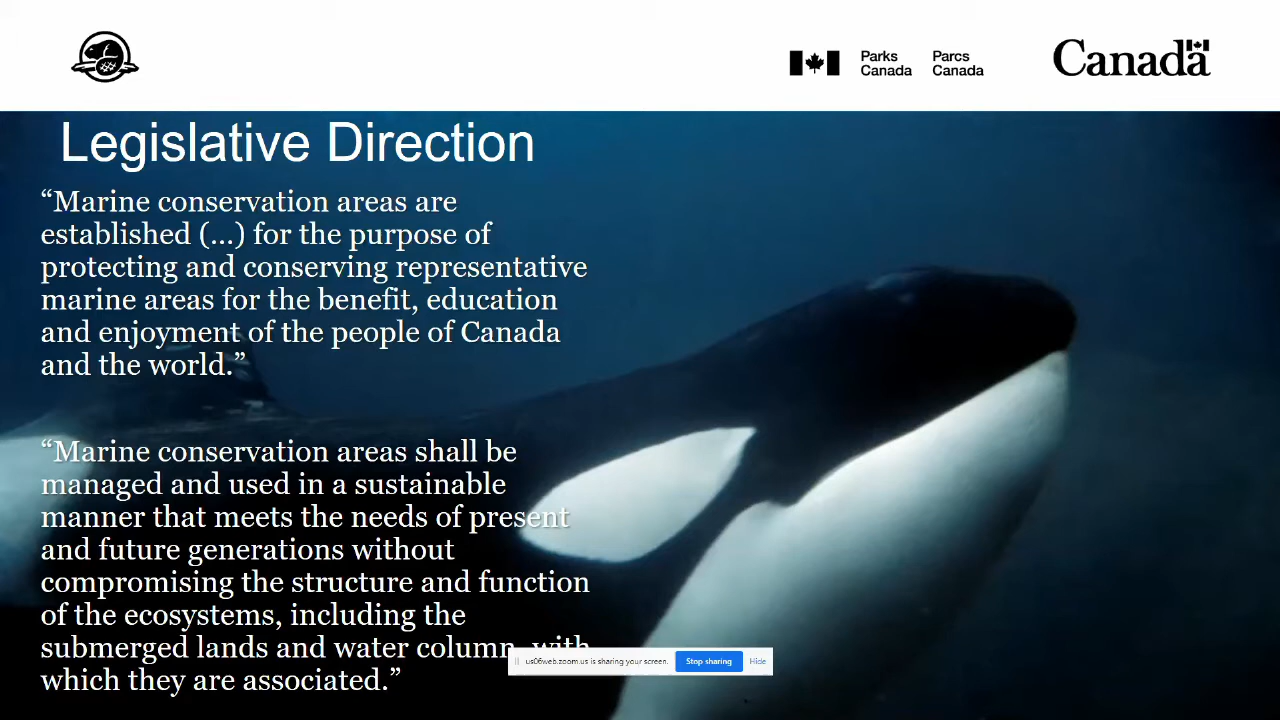 Parks
Canada
Parcs
Canada
Canada
Legislative Direction
“Marine conservation areas are
established (...) for the purpose of
protecting and conserving representative
marine areas for the benefit, education
and enjoyment of the people of Canada
and the world.”
“Marine conservation areas shall be
managed and used in a sustainable
manner that meets the needs of present
and future generations without
compromising the structure and function
of the ecosystems, including the
submerged lands and water column, with
which they are associated.”
us06web.zoom.us is sharing your screen.
Stop sharing
Hide